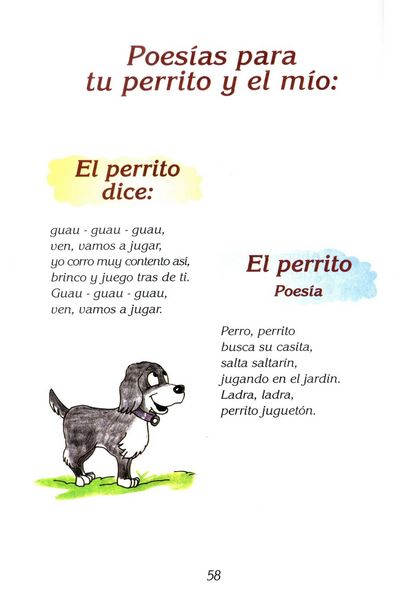 Poesías para
tu perrito y el mío:
El perrito
dice:
guau - guau - guau,
ven, vamos a jugar,
yo corro muy contento asi,
brinco y juego tras de ti.
Guau - guau - guau,
ven, vamos a jugar.
El perrito
Poesía
Perro, perrito
busca su casita,
salta saltarín,
jugando en el jardín.
Ladra, ladra,
perrito juguetón.
58